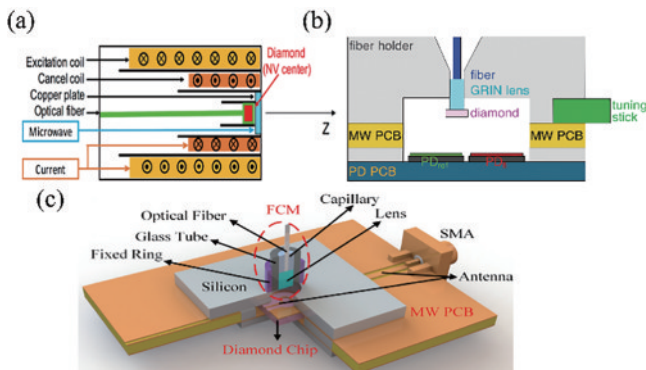 (a)
Excitation coil
Cancel coil
Copper plate
Optical fiber
Microwave
Current
Diamond
(NV center)
Z
(b)
fiber holder
fiber
GRIN lens
diamond
tuning
stick
MW PCB
MW PCB
PD PCB
(c)
Optical Fiber
FCM
Capillary
Lens
Glass Tube
Fixed Ring
Silicon
SMA
Antenna
MW PCB
Diamond Chip